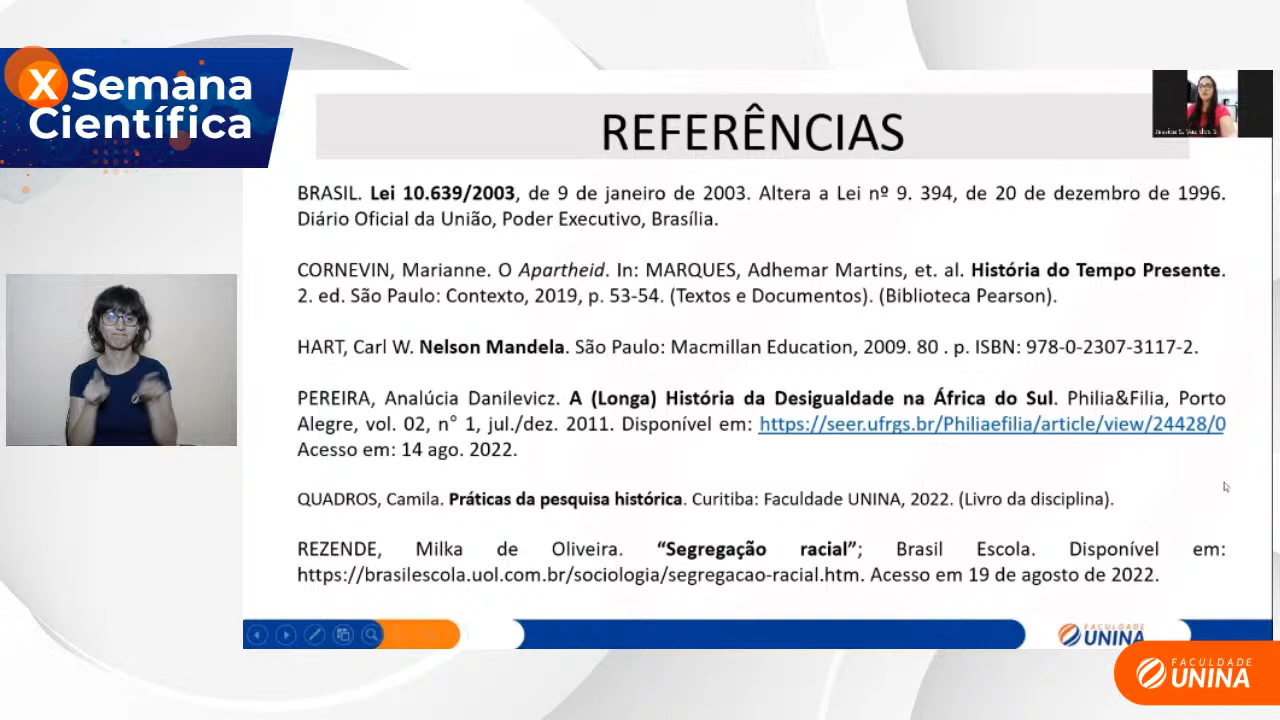 X Semana
Científica
REFERÊNCIAS
BRASIL. Lei 10.639/2003, de 9 de janeiro de 2003. Altera a Lei nº 9. 394, de 20 de dezembro de 1996.
Diário Oficial da União, Poder Executivo, Brasília.
CORNEVIN, Marianne. O Apartheid. In: MARQUES, Adhemar Martins, et. al. História do Tempo Presente.
2. ed. São Paulo: Contexto, 2019, p. 53-54. (Textos e Documentos). (Biblioteca Pearson).
HART, Carl W. Nelson Mandela. São Paulo: Macmillan Education, 2009. 80 . p. ISBN: 978-0-2307-3117-2.
PEREIRA, Analúcia Danilevicz. A (Longa) História da Desigualdade na África do Sul. Philia&Filia, Porto
Alegre, vol. 02, n° 1, jul./dez. 2011. Disponível em: https://seer.ufrgs.br/Philiaefilia/article/view/24428/0
Acesso em: 14 ago. 2022.
QUADROS, Camila. Práticas da pesquisa histórica. Curitiba: Faculdade UNINA, 2022. (Livro da disciplina).
REZENDE, Milka de Oliveira. “Segregação racial”; Brasil Escola. Disponível em:
https://brasilescola.uol.com.br/sociologia/segregacao-racial.htm. Acesso em 19 de agosto de 2022.
FACULDADE
UNINA
FACULDADE
UNINA